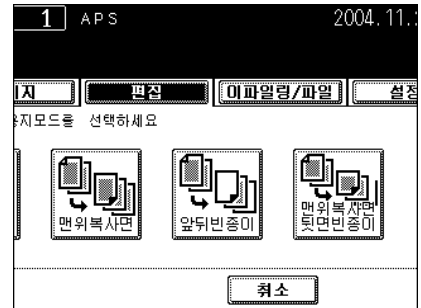 1 APS 2004.11.
지 편집 이파일링/파일 설정
지모드를 선택하세요
맨위복사면 앞뒤빈종이 맨위복사면
뒷면빈종이
취소